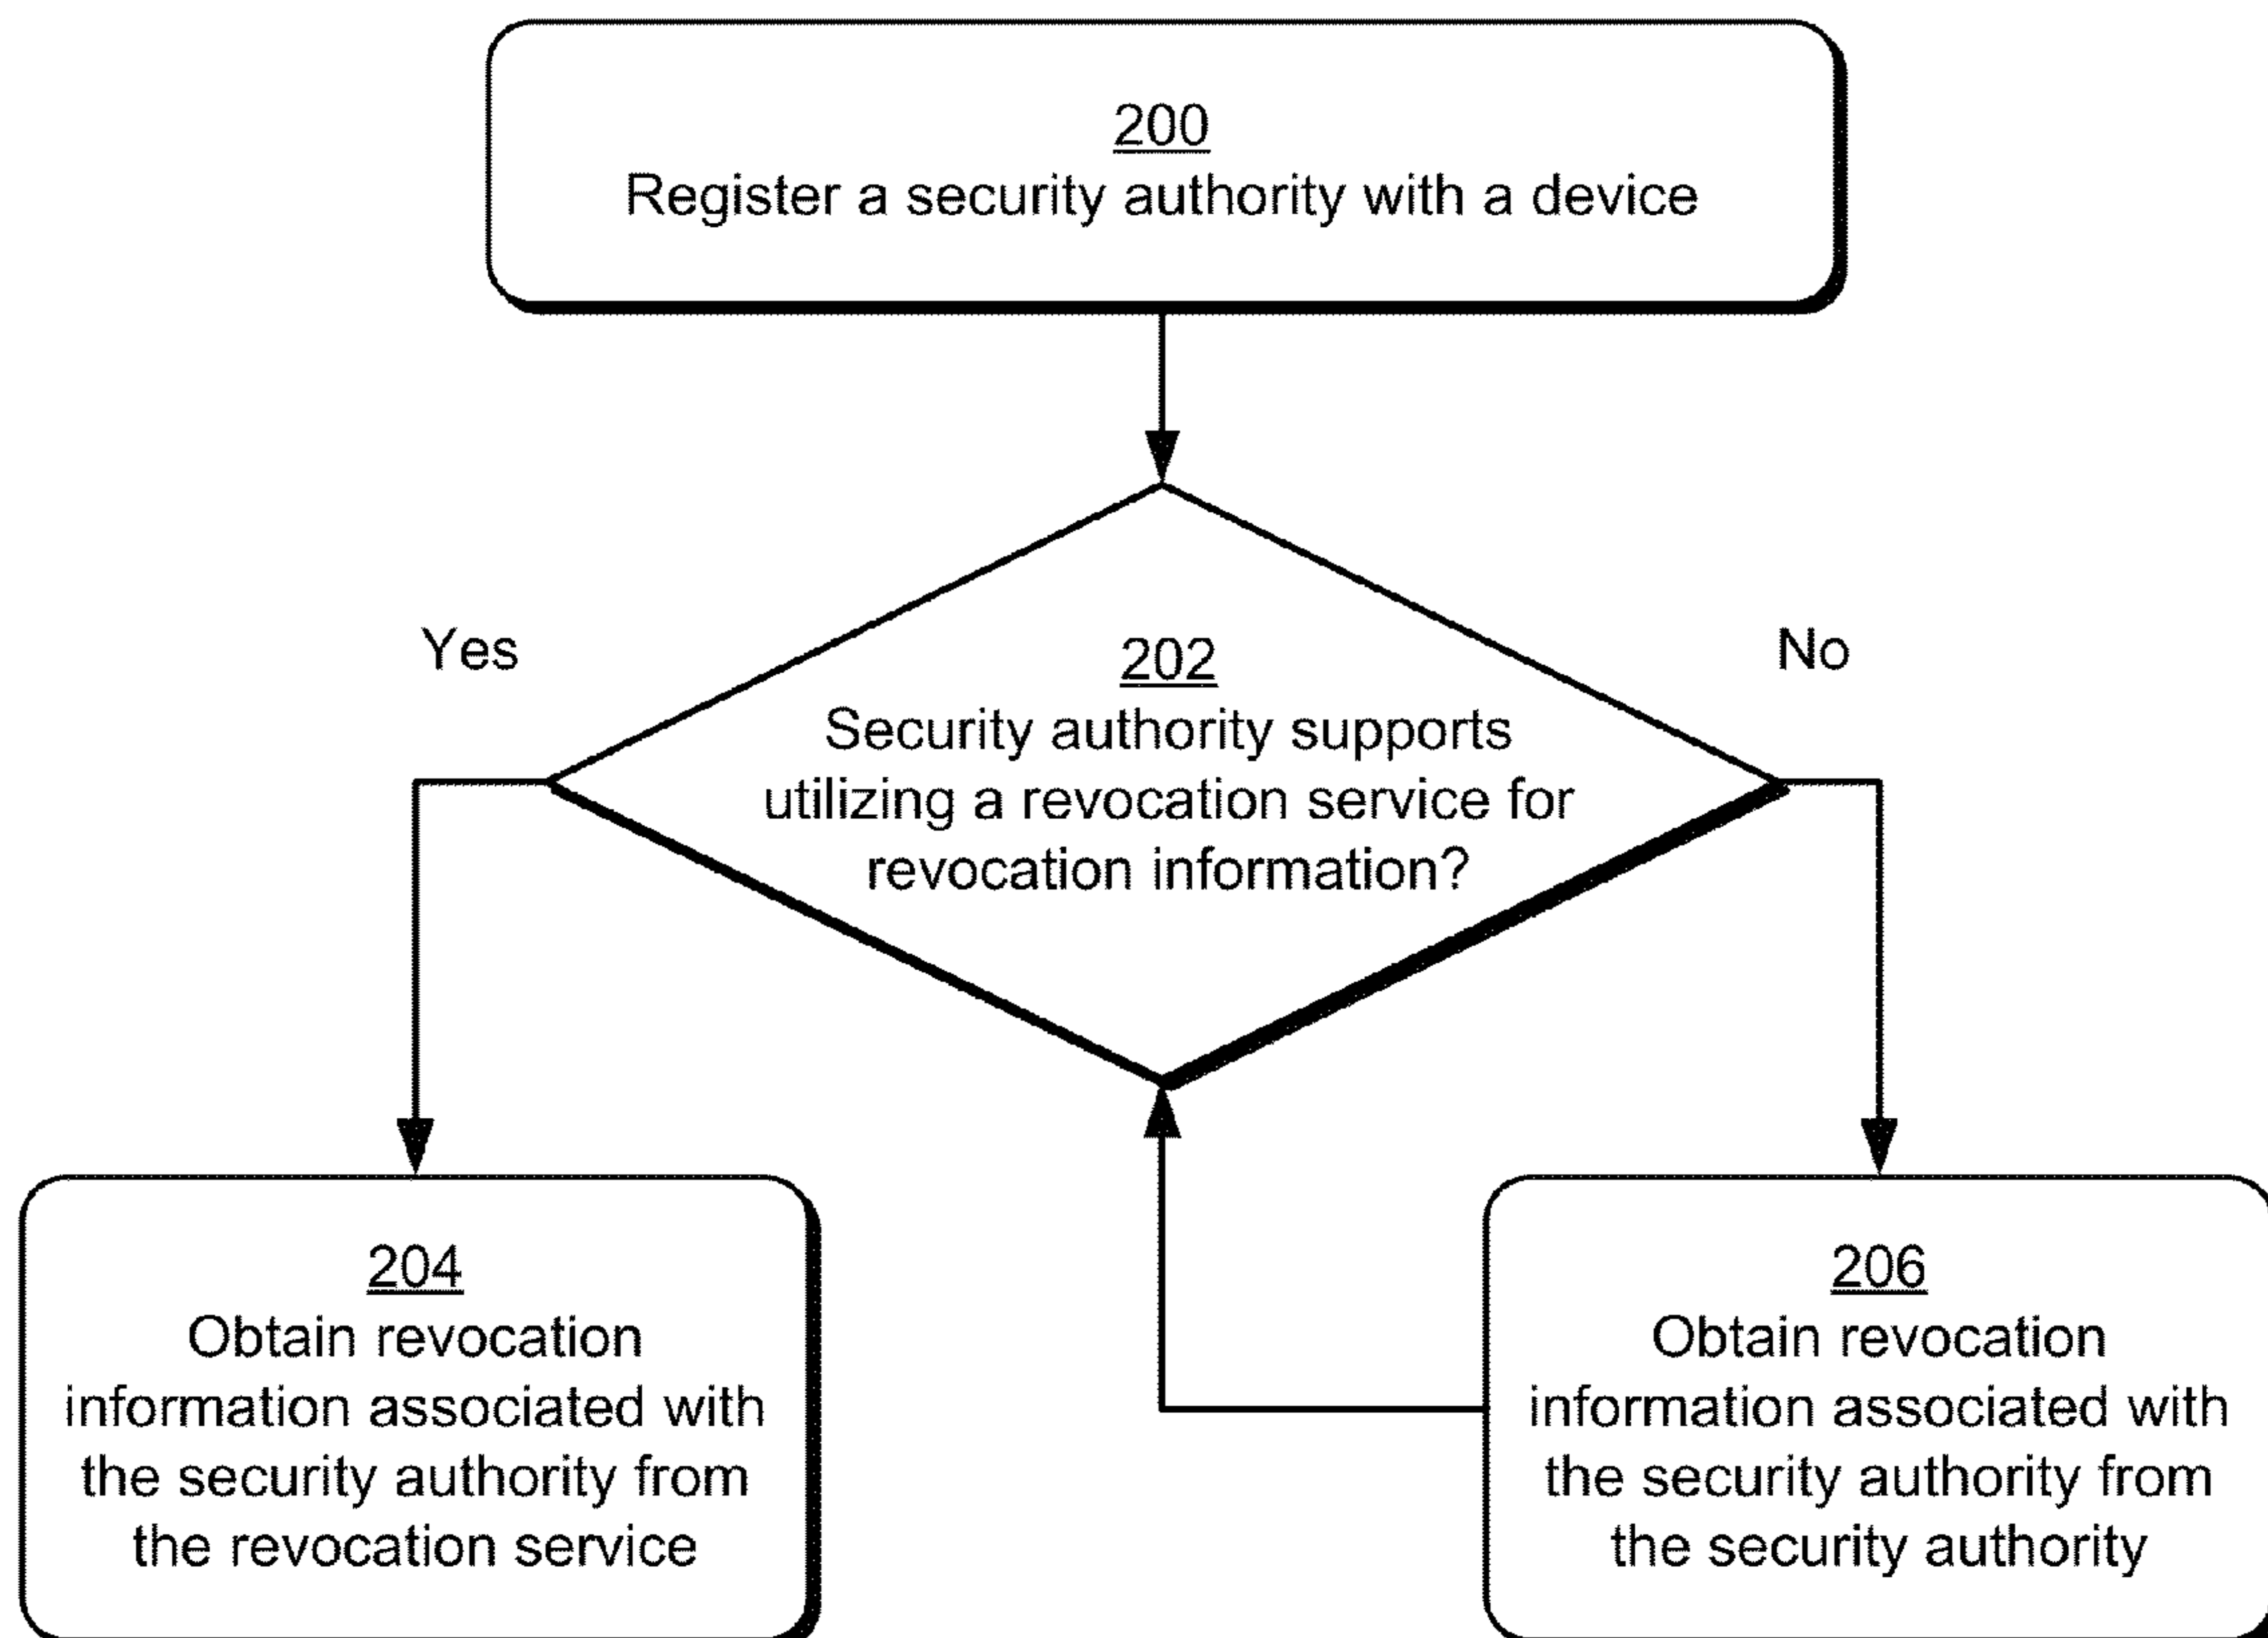 200
Register a security authority with a device
Yes
No
202
Security authority supports
utilizing a revocation service for
revocation information?
204
Obtain revocation
information associated with
the security authority from
the revocation service
206
Obtain revocation
information associated with
the security authority from
the security authority